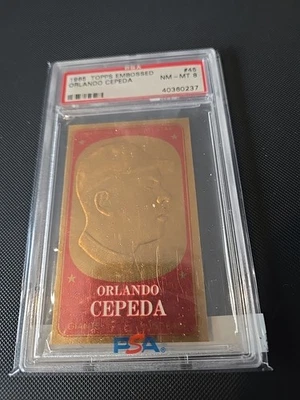 1965 TOPPS EMBOSSED #45
ORLANDO CEPEDA NM - MT 8
40360237
ORLANDO
CEPEDA
PSA